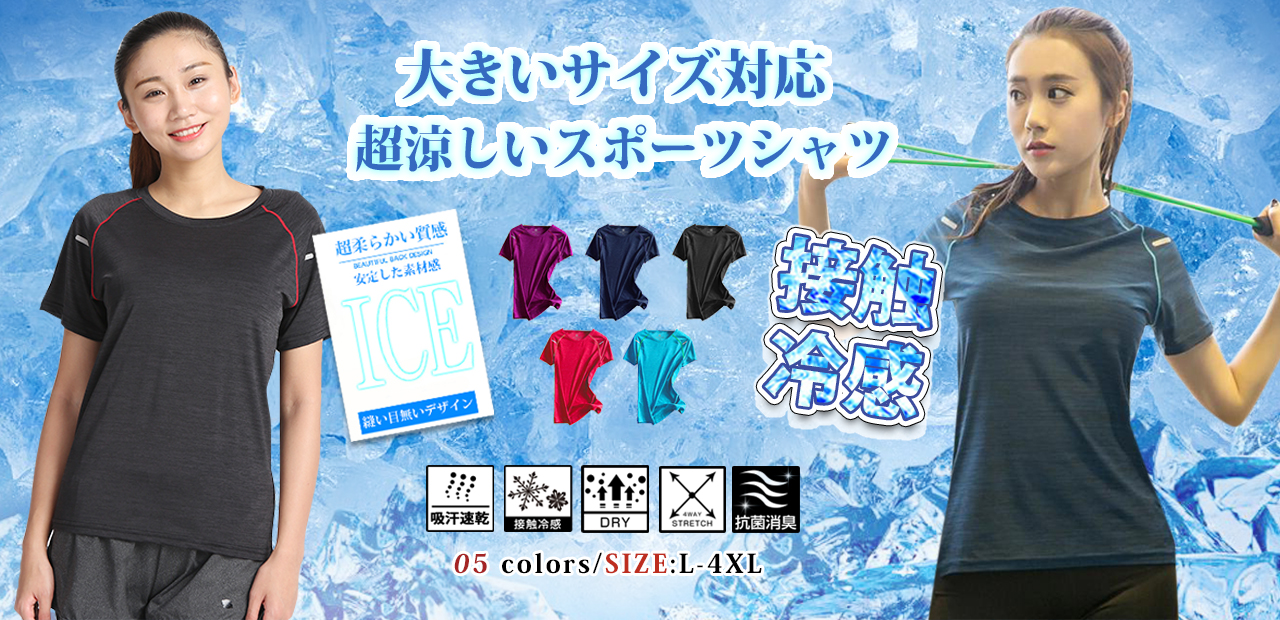 大きいサイズ対応
超涼しいスポーツシャツ
超柔らかい質感
BEAUTIFUL BACK DESIGN
安定した素材感
ICE
縫い目無いデザイン
接触
冷感
吸汗速乾
接触冷感
DRY
4WAY
STRETCH
抗菌消臭
05 colors/SIZE:L-4XL